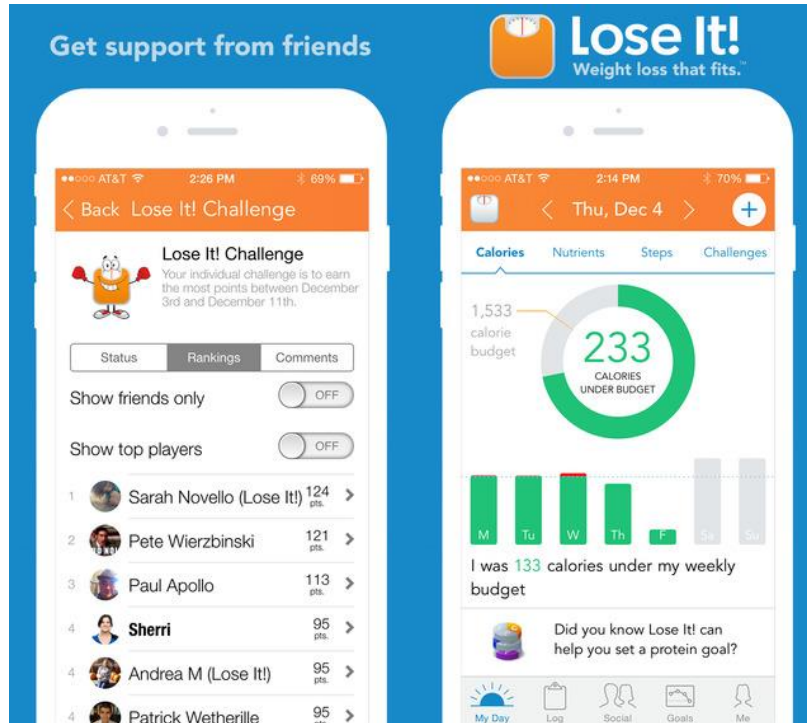 Get support from friends
●●○○○ AT&T 2:26 PM 69%
< Back Lose It! Challenge
Lose It! Challenge
Your individual challenge is to earn
the most points between December
3rd and December 11th.
Status Rankings Comments
Show friends only OFF
Show top players OFF
1 Sarah Novello (Lose It!) 124 pts. >
2 Pete Wierzbinski 121 pts. >
3 Paul Apollo 113 pts. >
4 Sherri 95 pts. >
4 Andrea M (Lose It!) 95 pts. >
4 Patrick Wetherille 95 >
Lose It!
Weight loss that fits.™
●●○○○ AT&T 2:14 PM 70%
< Thu, Dec 4 > +
Calories Nutrients Steps Challenges
1,533
calorie
budget
233
CALORIES
UNDER BUDGET
M Tu W Th F Sa Su
I was 133 calories under my weekly
budget
Did you know Lose It! can
help you set a protein goal?
My Day Log Social Goals Me